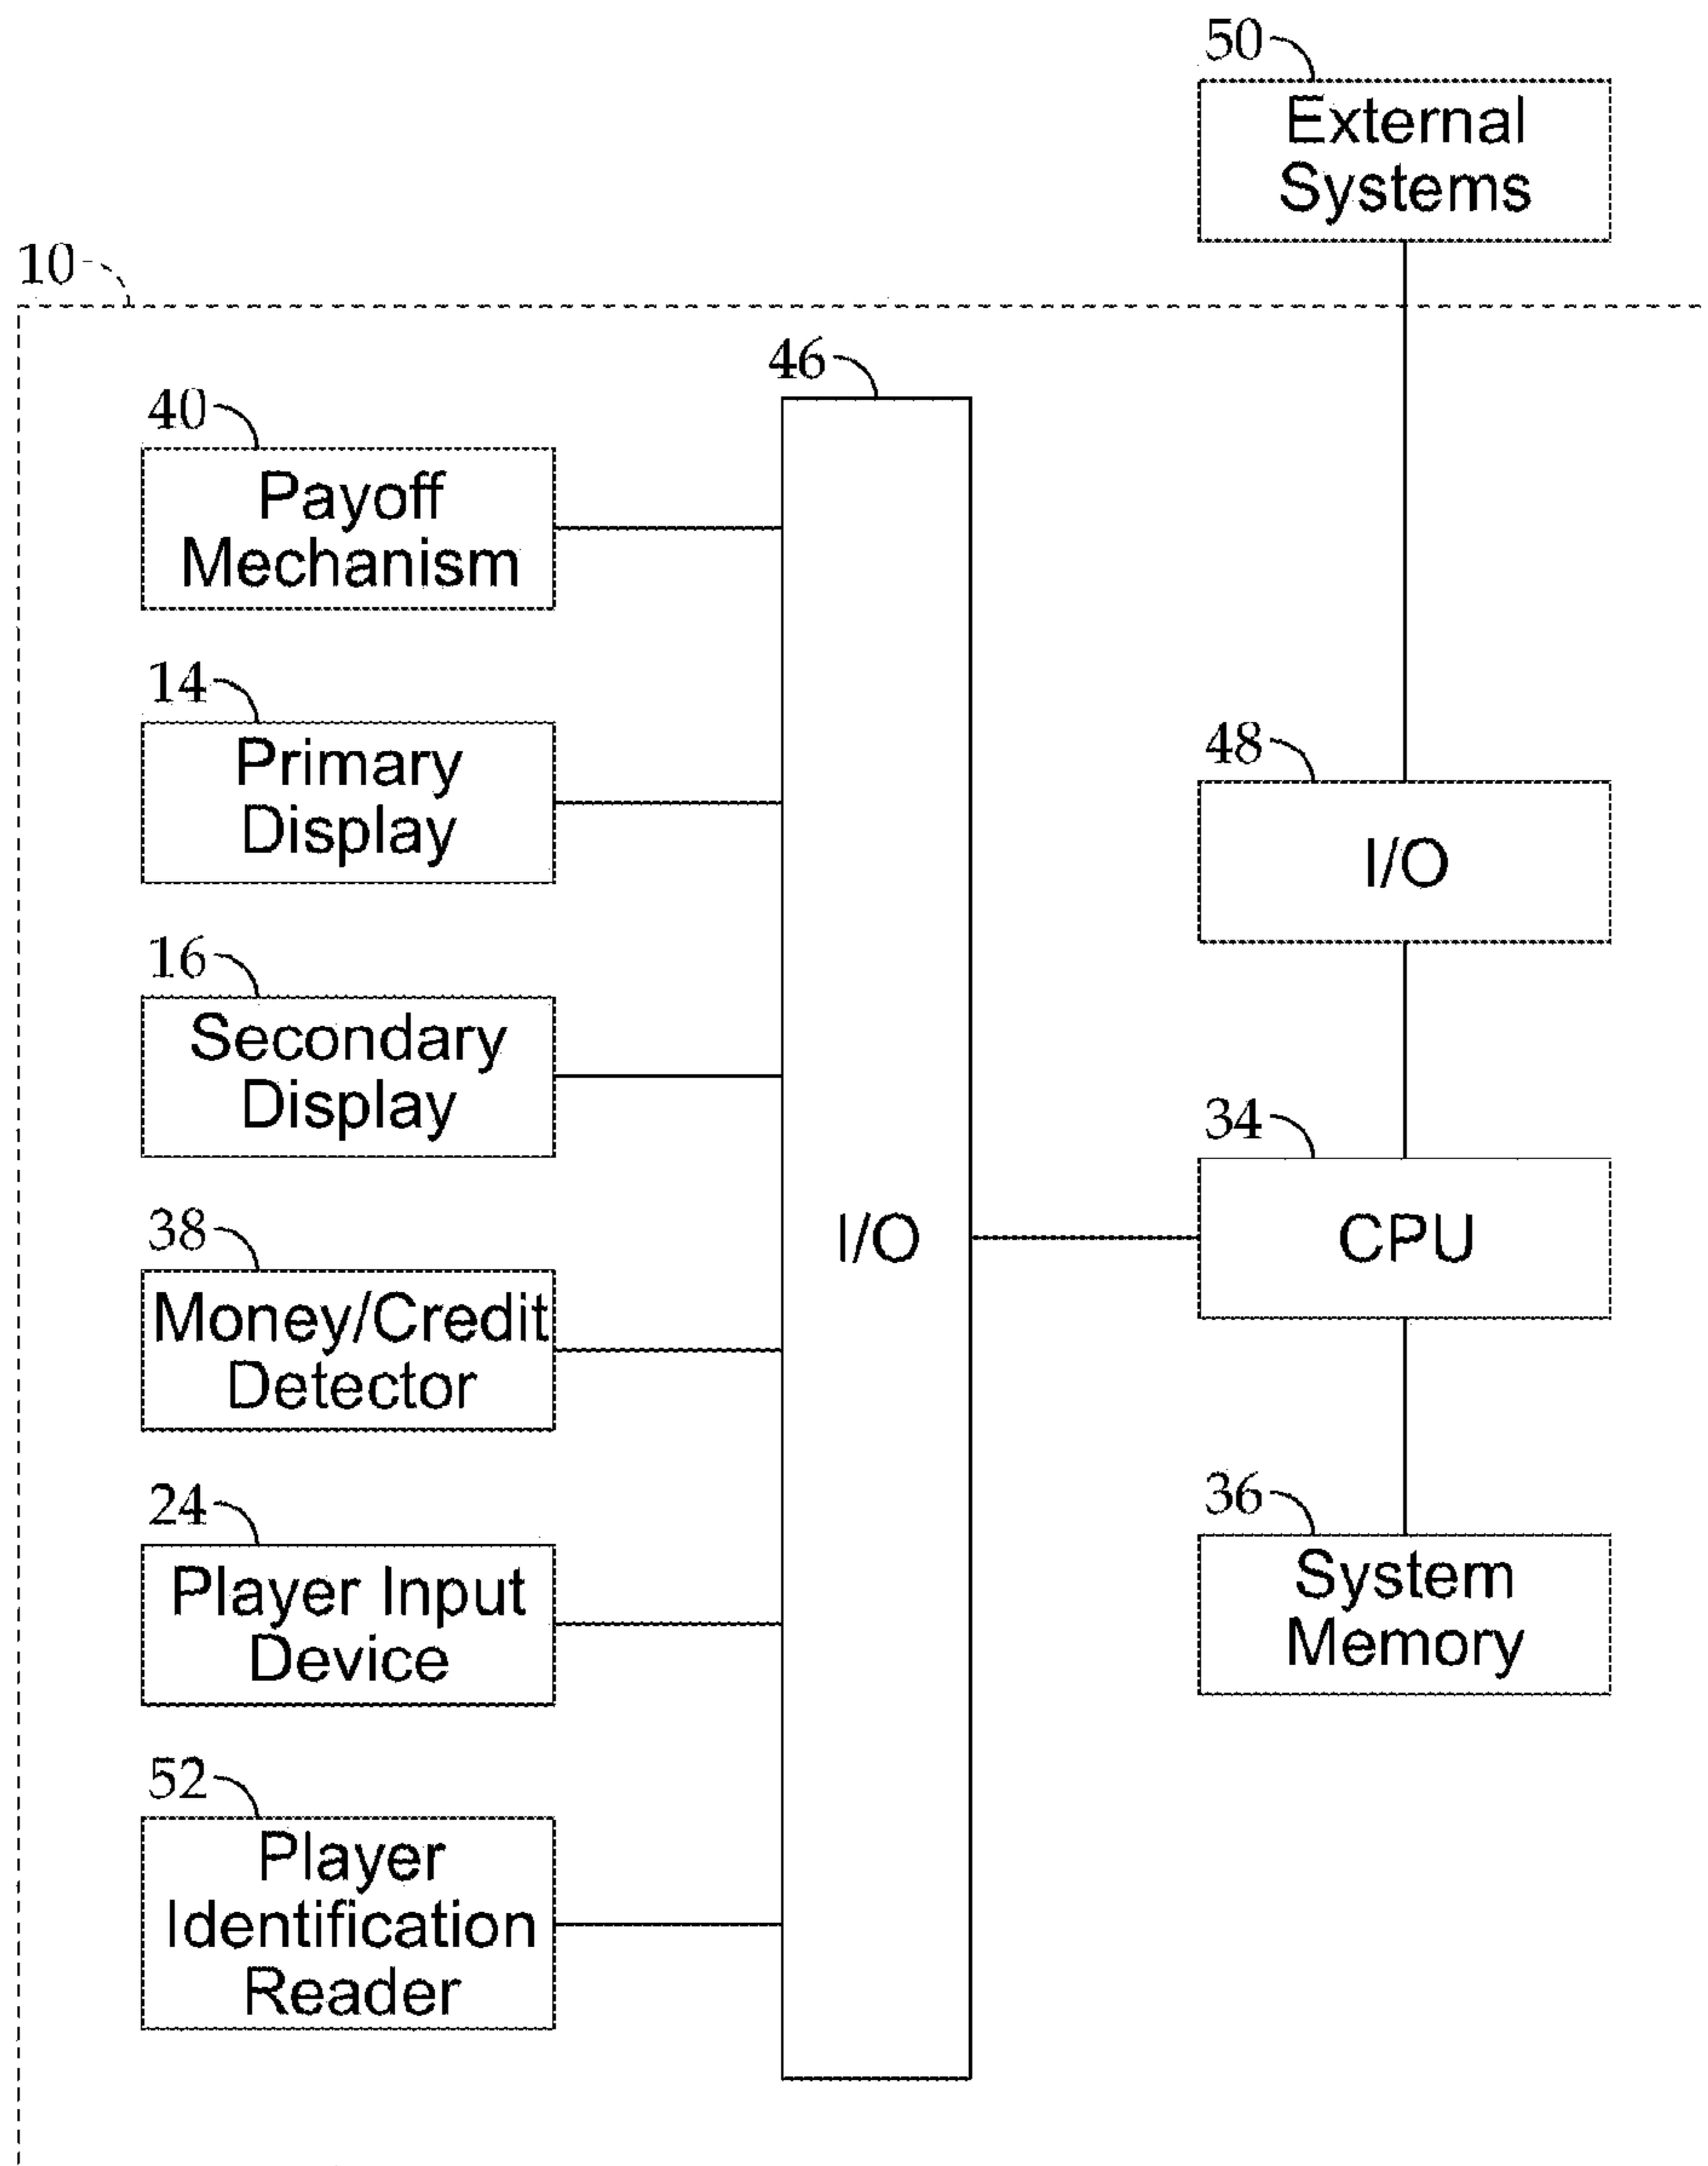 50
External
Systems
10
46
40
Payoff
Mechanism
14
Primary
Display
48
I/O
16
Secondary
Display
34
CPU
38
Money/Credit
Detector
I/O
24
Player Input
Device
36
System
Memory
52
Player
Identification
Reader